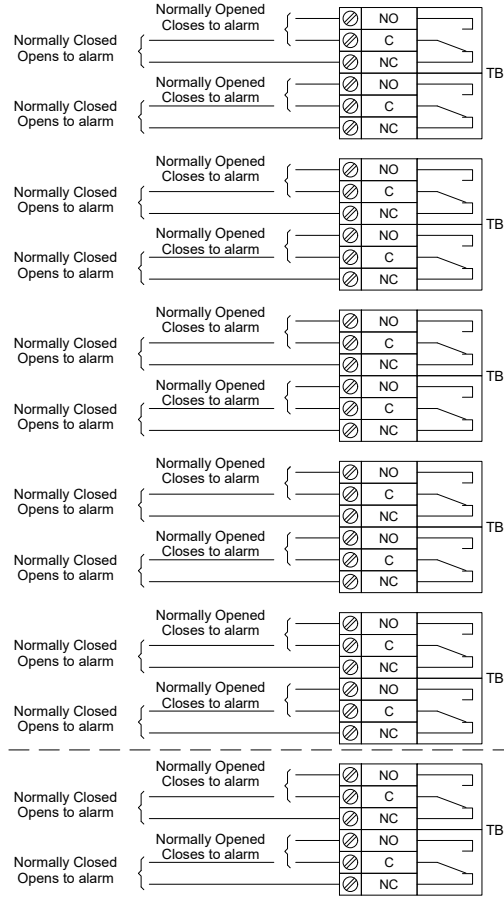 Normally Opened
Closes to alarm
NO
Normally Closed
Opens to alarm
C
NC
TB
Normally Opened
Closes to alarm
NO
Normally Closed
Opens to alarm
C
NC
Normally Opened
Closes to alarm
NO
Normally Closed
Opens to alarm
C
NC
TB
Normally Opened
Closes to alarm
NO
Normally Closed
Opens to alarm
C
NC
Normally Opened
Closes to alarm
NO
Normally Closed
Opens to alarm
C
NC
TB
Normally Opened
Closes to alarm
NO
Normally Closed
Opens to alarm
C
NC
Normally Opened
Closes to alarm
NO
Normally Closed
Opens to alarm
C
NC
TB
Normally Opened
Closes to alarm
NO
Normally Closed
Opens to alarm
C
NC
Normally Opened
Closes to alarm
NO
Normally Closed
Opens to alarm
C
NC
TB
Normally Opened
Closes to alarm
NO
Normally Closed
Opens to alarm
C
NC
Normally Opened
Closes to alarm
NO
Normally Closed
Opens to alarm
C
NC
TB
Normally Opened
Closes to alarm
NO
Normally Closed
Opens to alarm
C
NC